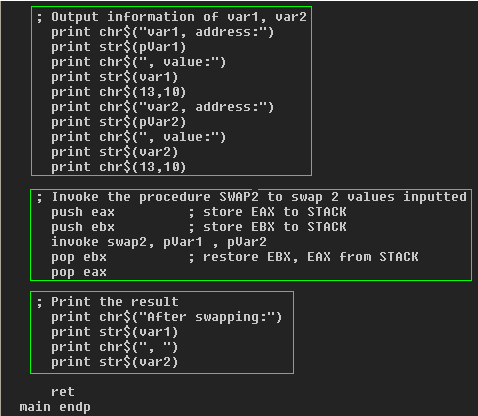 ; Output information of var1, var2
print chr$("var1, address:")
print str$(pVar1)
print chr$(", value:")
print str$(var1)
print chr$(13,10)
print chr$("var2, address:")
print str$(pVar2)
print chr$(", value:")
print str$(var2)
print chr$(13,10)
; Invoke the procedure SWAP2 to swap 2 values inputted
push eax ; store EAX to STACK
push ebx ; store EBX to STACK
invoke swap2, pVar1 , pVar2
pop ebx ; restore EBX, EAX from STACK
pop eax
; Print the result
print chr$("After swapping:")
print str$(var1)
print chr$(", ")
print str$(var2)
ret
main endp